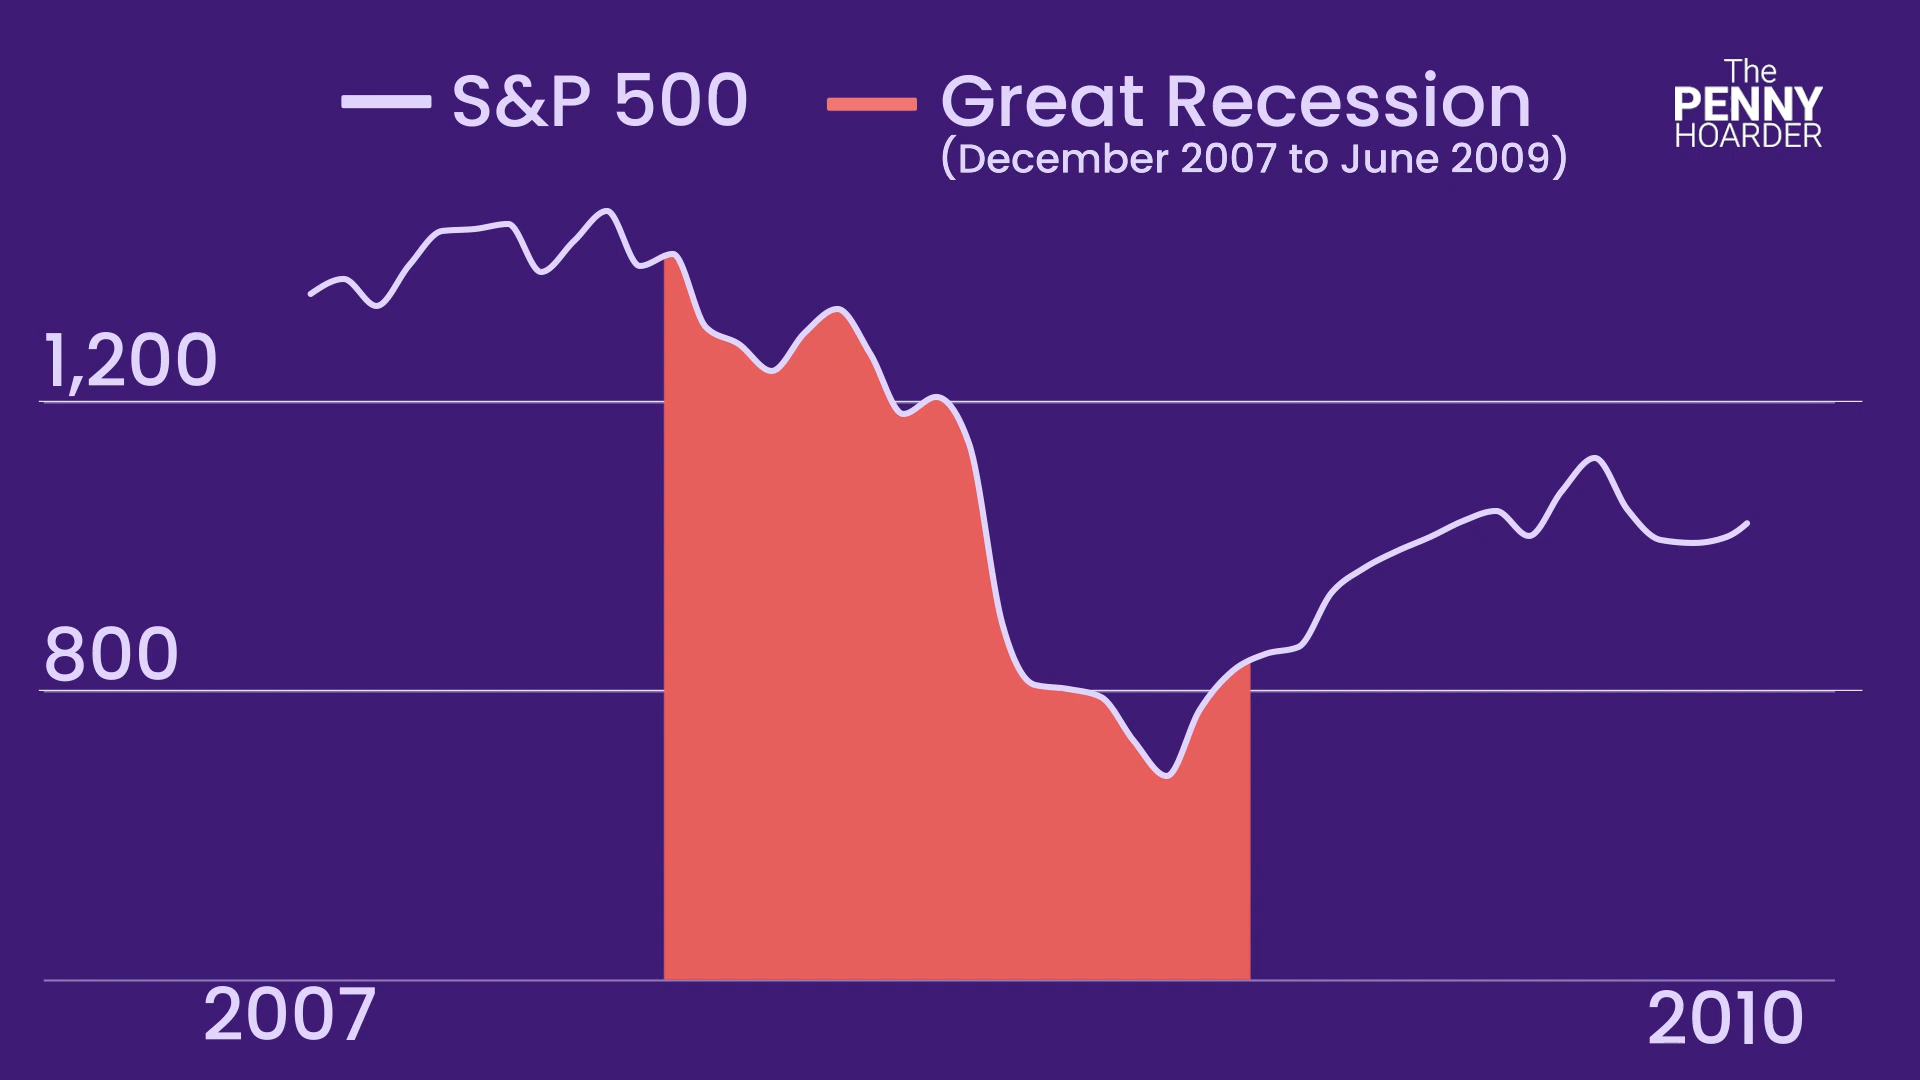 S&P 500
Great Recession
(December 2007 to June 2009)
The
PENNY
HOARDER
1,200
800
2007
2010